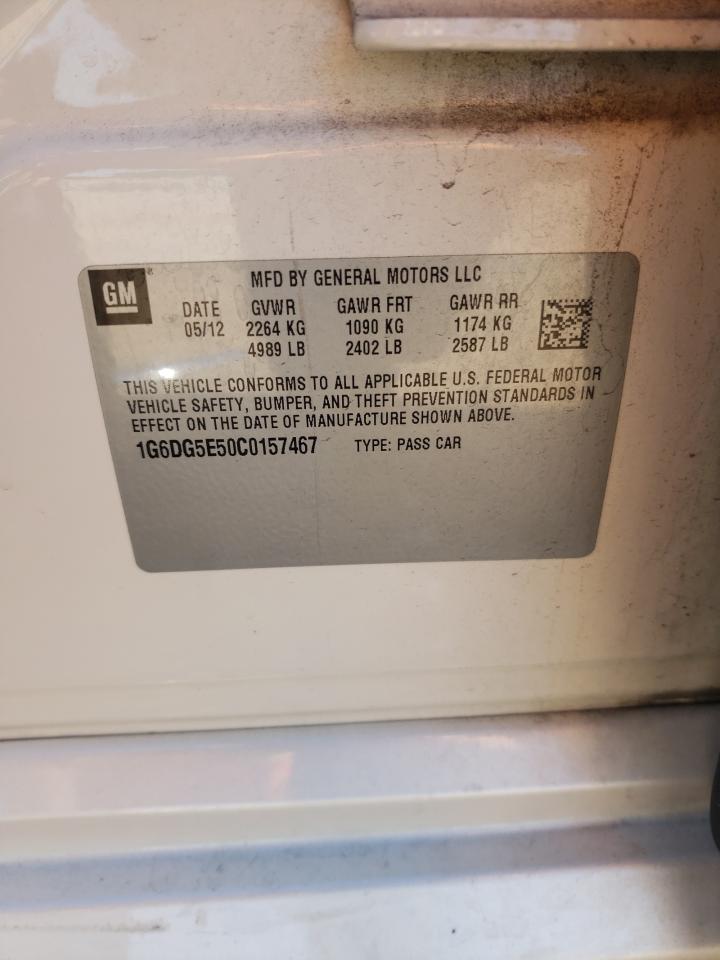 GM
MFD BY GENERAL MOTORS LLC
DATE GVWR GAWR FRT GAWR RR
05/12 2264 KG 1090 KG 1174 KG
4989 LB 2402 LB 2587 LB
THIS VEHICLE CONFORMS TO ALL APPLICABLE U.S. FEDERAL MOTOR
VEHICLE SAFETY, BUMPER, AND THEFT PREVENTION STANDARDS IN
EFFECT ON THE DATE OF MANUFACTURE SHOWN ABOVE.
1G6DG5E50C0157467 TYPE: PASS CAR